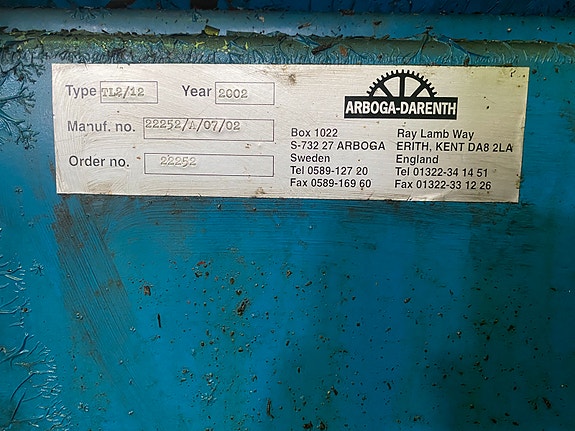 Type TL2/12 Year 2002
Manuf. no. 22252/A/07/02
Order no. 22252
ARBOGA-DARENTH
Box 1022
S-732 27 ARBOGA
Sweden
Tel 0589-127 20
Fax 0589-169 60
Ray Lamb Way
ERITH, KENT DA8 2LA
England
Tel 01322-34 14 51
Fax 01322-33 12 26